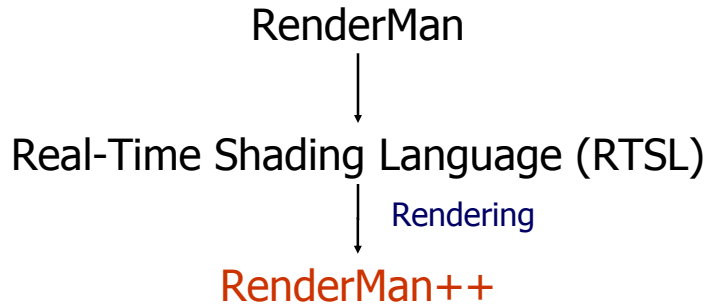 RenderMan
Real-Time Shading Language (RTSL)
Rendering
RenderMan++